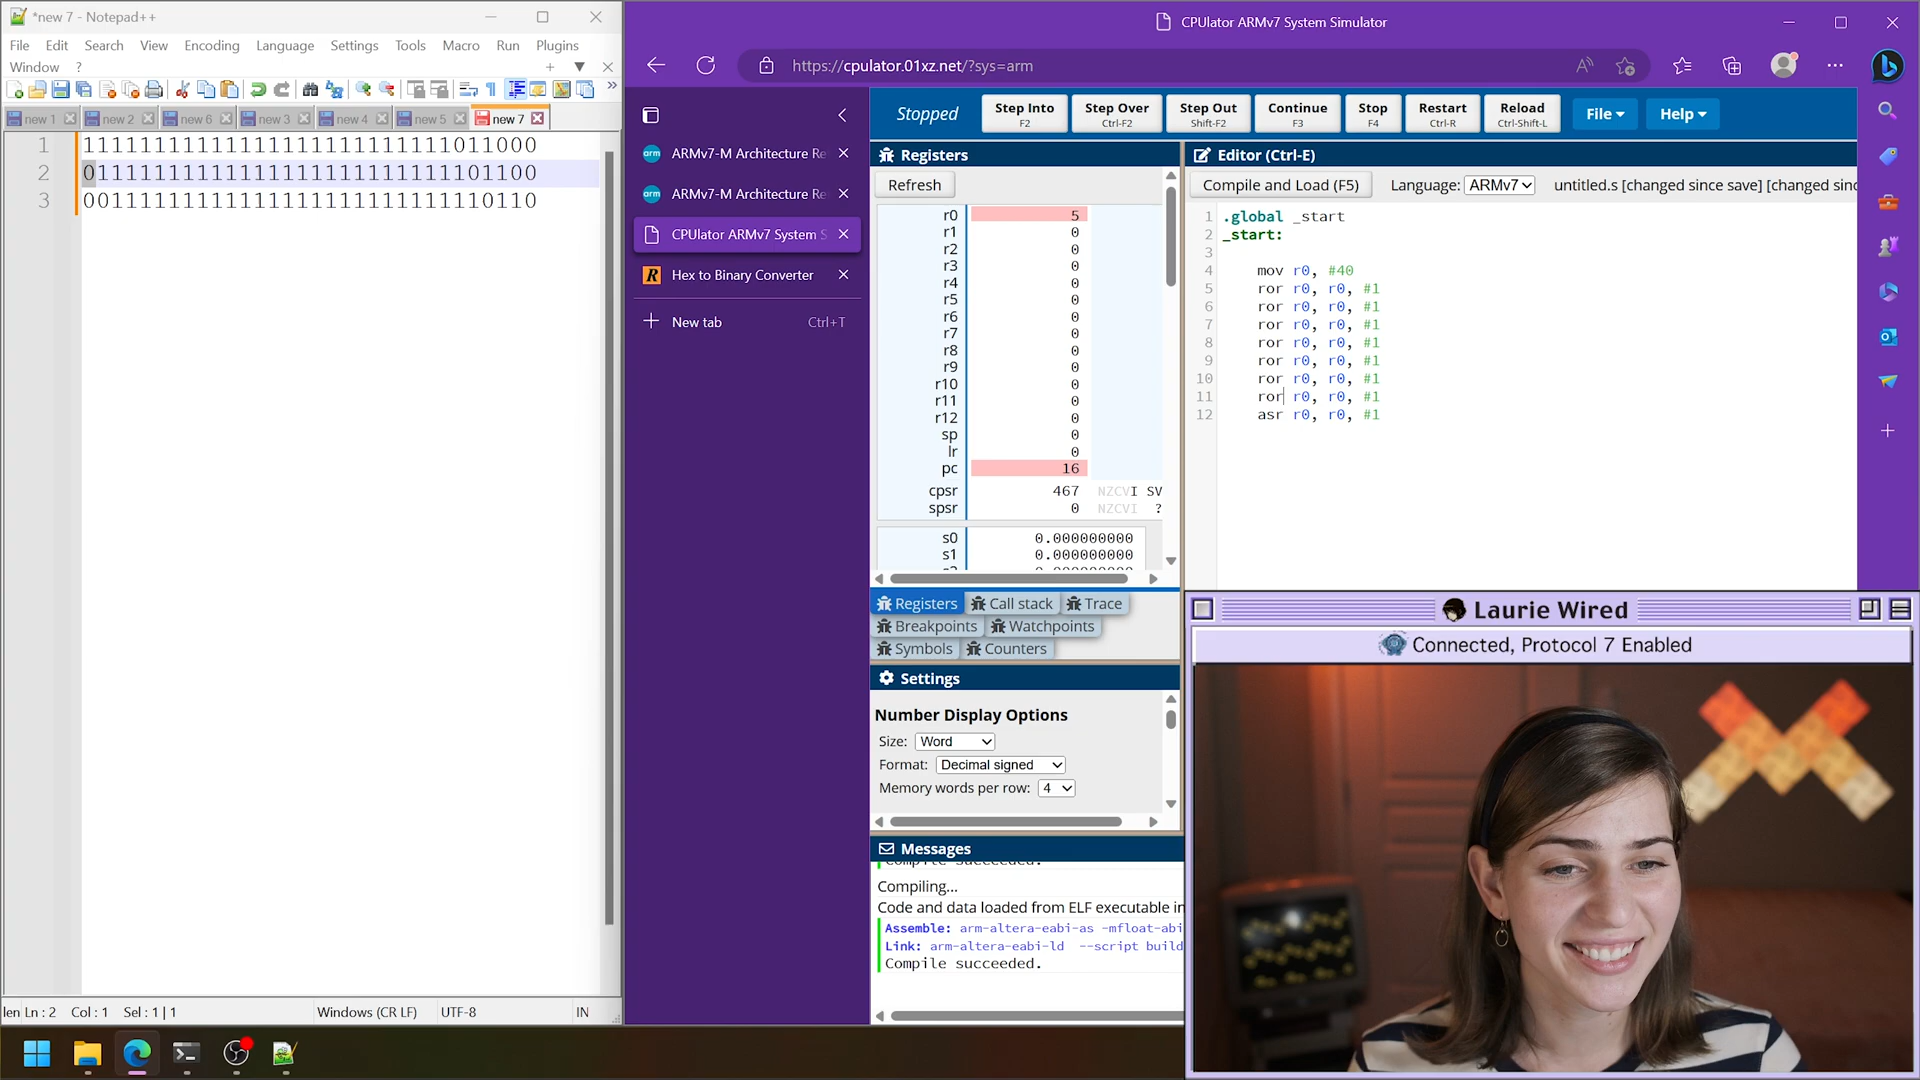 *new 7 - Notepad++
File Edit Search View Encoding Language Settings Tools Macro Run Plugins
Window ?
new 1 new 2 new 6 new 3 new 4 new 5 new 7
1 11111111111111111111111111011000
2 01111111111111111111111111101100
3 00111111111111111111111111110110
Ln : 2 Col : 1 Sel : 1 | 1 Windows (CR LF) UTF-8 IN
CPUlator ARMv7 System Simulator
https://cpulator.01xz.net/?sys=arm
ARMv7-M Architecture Re
ARMv7-M Architecture Re
CPUlator ARMv7 System S
Hex to Binary Converter
New tab Ctrl+T
Stopped
Step Into F2
Step Over Ctrl-F2
Step Out Shift-F2
Continue F3
Stop F4
Restart Ctrl-R
Reload Ctrl-Shift-L
File
Help
Registers
Refresh
r0 5
r1 0
r2 0
r3 0
r4 0
r5 0
r6 0
r7 0
r8 0
r9 0
r10 0
r11 0
r12 0
sp 0
lr 0
pc 16
cpsr 467 NZCVI SV
spsr 0 NZCVI ?
s0 0.000000000
s1 0.000000000
Registers Call stack Trace
Breakpoints Watchpoints
Symbols Counters
Settings
Number Display Options
Size: Word
Format: Decimal signed
Memory words per row: 4
Messages
Compile succeeded.
Compiling...
Code and data loaded from ELF executable in
Assemble: arm-altera-eabi-as -mfloat-abi
Link: arm-altera-eabi-ld --script build
Compile succeeded.
Editor (Ctrl-E)
Compile and Load (F5) Language: ARMv7 untitled.s [changed since save] [changed sinc
1 .global _start
2 _start:
3
4 mov r0, #40
5 ror r0, r0, #1
6 ror r0, r0, #1
7 ror r0, r0, #1
8 ror r0, r0, #1
9 ror r0, r0, #1
10 ror r0, r0, #1
11 ror r0, r0, #1
12 asr r0, r0, #1
Laurie Wired
Connected, Protocol 7 Enabled